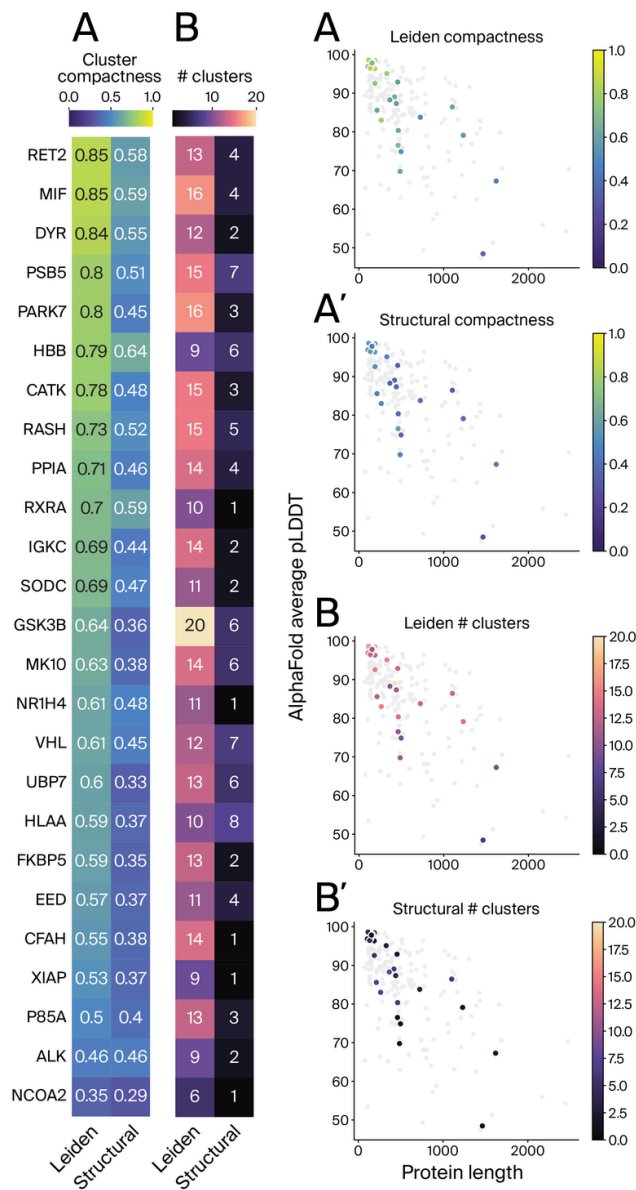 A
Cluster
compactness
0.0 0.5 1.0
B
# clusters
10 20
RET2 0.85 0.58 13 4
MIF 0.85 0.59 16 4
DYR 0.84 0.55 12 2
PSB5 0.8 0.51 15 7
PARK7 0.8 0.45 16 3
HBB 0.79 0.64 9 6
CATK 0.78 0.48 15 3
RASH 0.73 0.52 15 5
PPIA 0.71 0.46 14 4
RXRA 0.7 0.59 10 1
IGKC 0.69 0.44 14 2
SODC 0.69 0.47 11 2
GSK3B 0.64 0.36 20 6
MK10 0.63 0.38 14 6
NR1H4 0.61 0.48 11 1
VHL 0.61 0.45 12 7
UBP7 0.6 0.33 13 6
HLAA 0.59 0.37 10 8
FKBP5 0.59 0.35 13 2
EED 0.57 0.37 11 4
CFAH 0.55 0.38 14 1
XIAP 0.53 0.37 9 1
P85A 0.5 0.4 13 3
ALK 0.46 0.46 9 2
NCOA2 0.35 0.29 6 1
Leiden Structural Leiden Structural
AlphaFold average pLDDT
A
Leiden compactness
100
90
80
70
60
50
0 1000 2000
1.0
0.8
0.6
0.4
0.2
0.0
A′
Structural compactness
100
90
80
70
60
50
0 1000 2000
1.0
0.8
0.6
0.4
0.2
0.0
B
Leiden # clusters
100
90
80
70
60
50
0 1000 2000
20.0
17.5
15.0
12.5
10.0
7.5
5.0
2.5
0.0
B′
Structural # clusters
100
90
80
70
60
50
0 1000 2000
20.0
17.5
15.0
12.5
10.0
7.5
5.0
2.5
0.0
Protein length